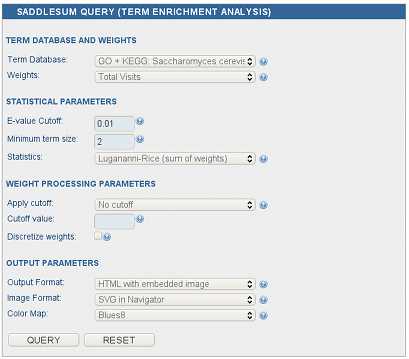 SADDLESUM QUERY (TERM ENRICHMENT ANALYSIS)
TERM DATABASE AND WEIGHTS
Term Database: GO + KEGG: Saccharomyces cerevis
Weights: Total Visits
STATISTICAL PARAMETERS
E-value Cutoff: 0.01
Minimum term size: 2
Statistics: Lugananni-Rice (sum of weights)
WEIGHT PROCESSING PARAMETERS
Apply cutoff: No cutoff
Cutoff value:
Discretize weights:
OUTPUT PARAMETERS
Output Format: HTML with embedded image
Image Format: SVG in Navigator
Color Map: Blues8
QUERY RESET